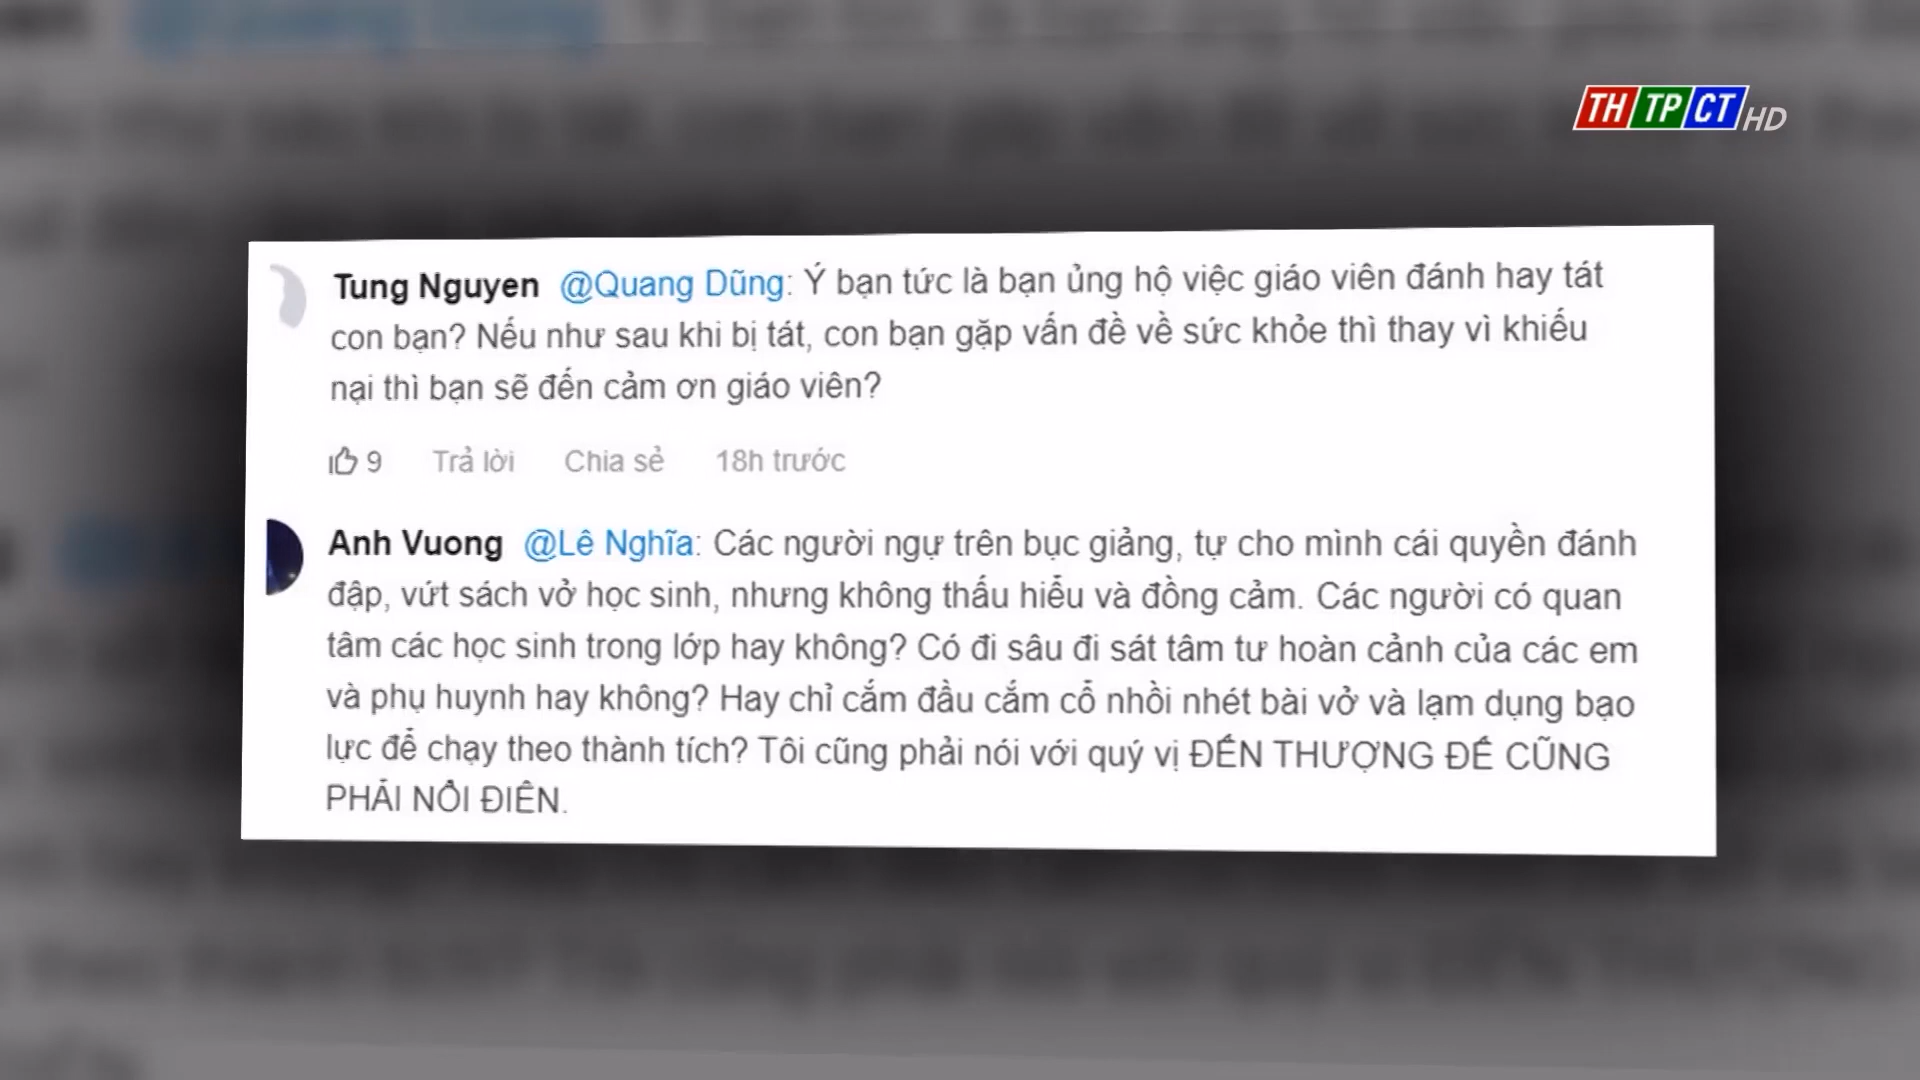 THTPCT HD
Tung Nguyen @Quang Dũng: Ý bạn tức là bạn ủng hộ việc giáo viên đánh hay tát
con bạn? Nếu như sau khi bị tát, con bạn gặp vấn đề về sức khỏe thì thay vì khiếu
nại thì bạn sẽ đến cảm ơn giáo viên?
9 Trả lời Chia sẻ 18h trước
Anh Vuong @Lê Nghĩa: Các người ngự trên bục giảng, tự cho mình cái quyền đánh
đập, vứt sách vở học sinh, nhưng không thấu hiểu và đồng cảm. Các người có quan
tâm các học sinh trong lớp hay không? Có đi sâu đi sát tâm tư hoàn cảnh của các em
và phụ huynh hay không? Hay chỉ cắm đầu cắm cổ nhồi nhét bài vở và lạm dụng bạo
lực để chạy theo thành tích? Tôi cũng phải nói với quý vị ĐẾN THƯỢNG ĐẾ CŨNG
PHẢI NỔI ĐIÊN.